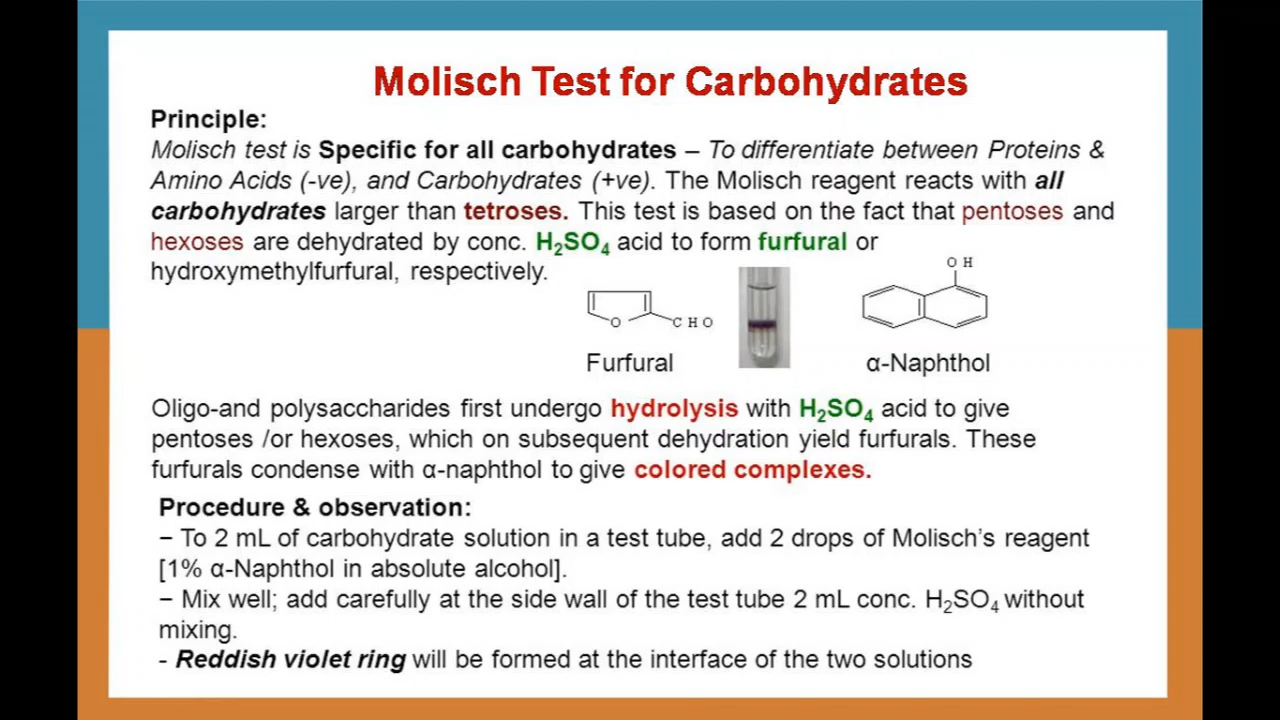 Molisch Test for Carbohydrates
Principle:
Molisch test is Specific for all carbohydrates – To differentiate between Proteins &
Amino Acids (-ve), and Carbohydrates (+ve). The Molisch reagent reacts with all
carbohydrates larger than tetroses. This test is based on the fact that pentoses and
hexoses are dehydrated by conc. H₂SO₄ acid to form furfural or
hydroxymethylfurfural, respectively.
O H
O
C H O
Furfural
α-Naphthol
Oligo-and polysaccharides first undergo hydrolysis with H₂SO₄ acid to give
pentoses /or hexoses, which on subsequent dehydration yield furfurals. These
furfurals condense with α-naphthol to give colored complexes.
Procedure & observation:
– To 2 mL of carbohydrate solution in a test tube, add 2 drops of Molisch’s reagent
[1% α-Naphthol in absolute alcohol].
– Mix well; add carefully at the side wall of the test tube 2 mL conc. H₂SO₄ without
mixing.
- Reddish violet ring will be formed at the interface of the two solutions